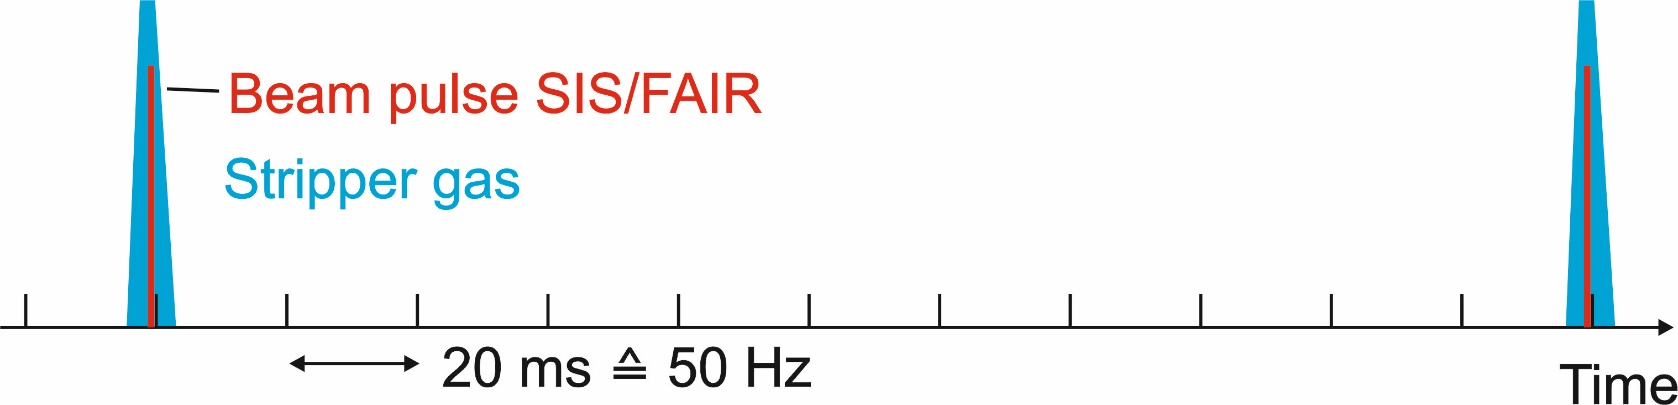 Beam pulse SIS/FAIR
Stripper gas
20 ms ≙ 50 Hz
Time